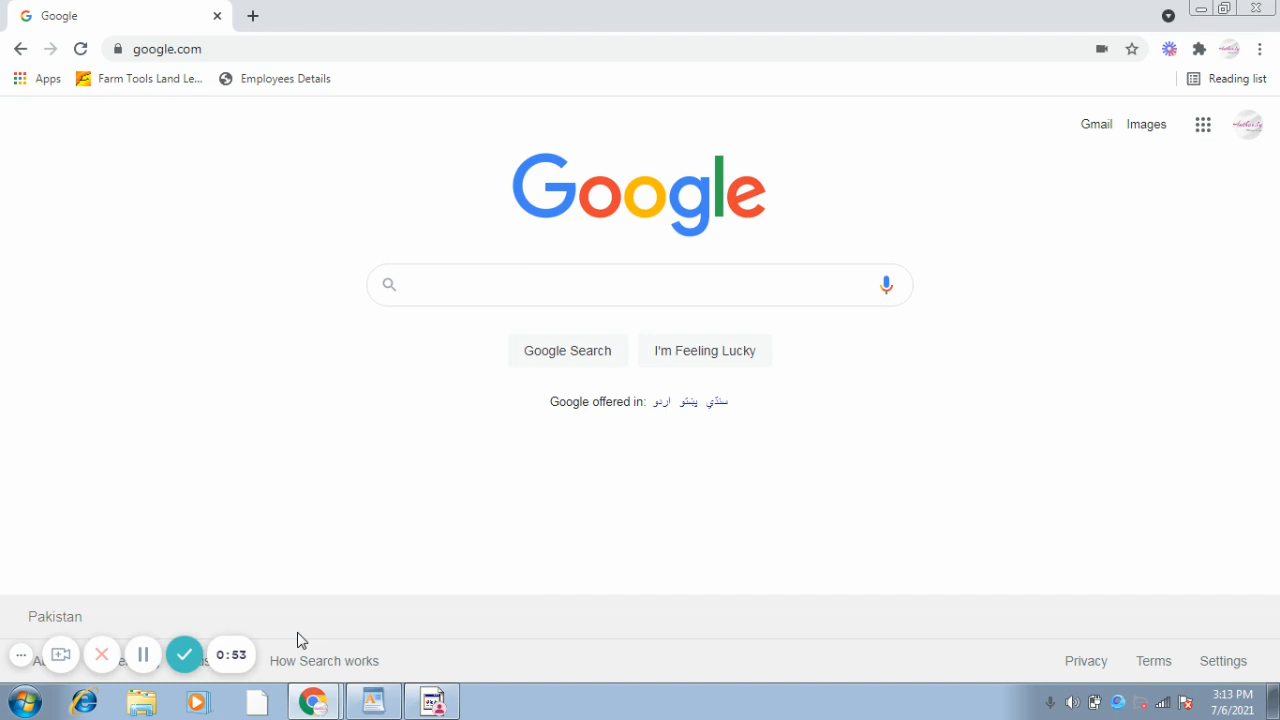 Google
google.com
Apps Farm Tools Land Le... Employees Details Reading list
Gmail Images
Google
Google Search I'm Feeling Lucky
Google offered in: اردو پښتو سنڌي
Pakistan
0:53 How Search works Privacy Terms Settings
3:13 PM
7/6/2021